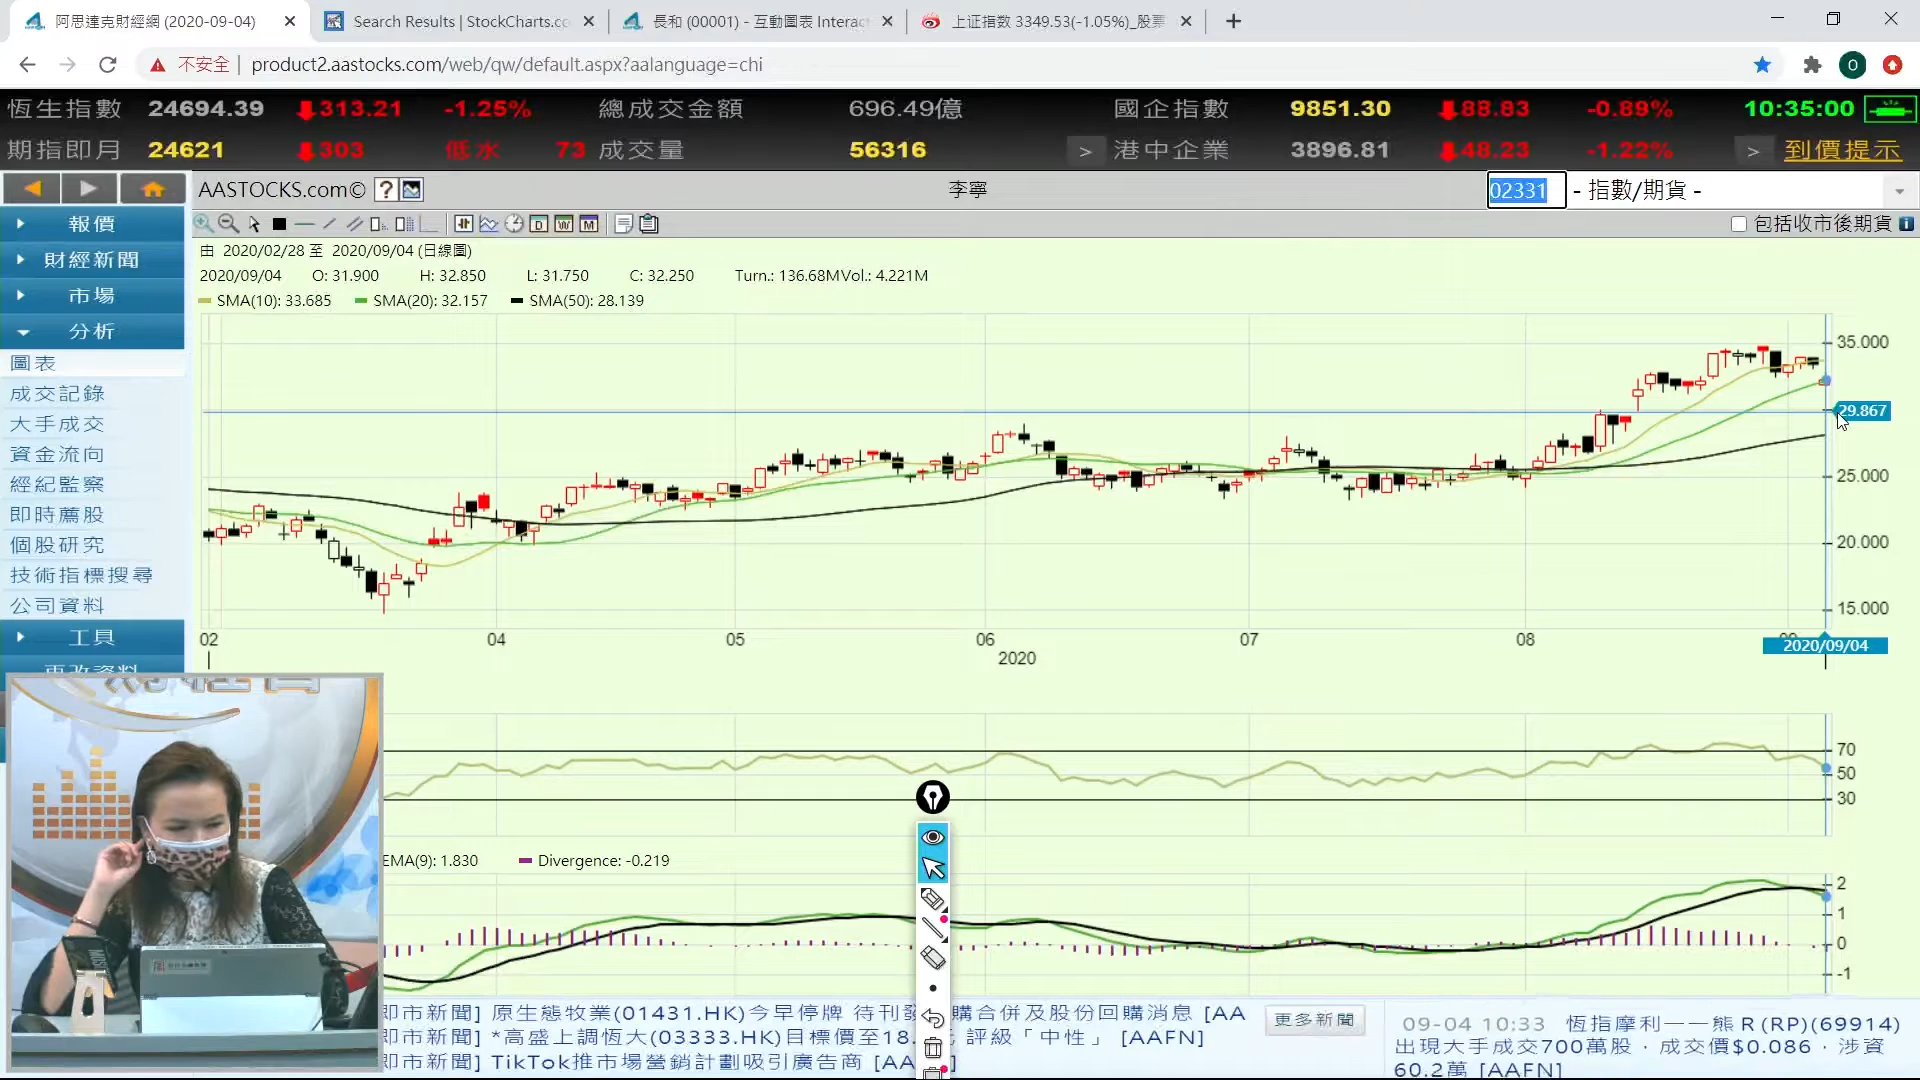 阿思達克財經網 (2020-09-04)
Search Results | StockCharts.co
長和 (00001) - 互動圖表 Interac
上证指数 3349.53(-1.05%)_股票
不安全
product2.aastocks.com/web/qw/default.aspx?aalanguage=chi
O
恆生指數 24694.39 313.21 -1.25% 總成交金額 696.49億 國企指數 9851.30 88.83 -0.89% 10:35:00
期指即月 24621 303 低水 73 成交量 56316 > 港中企業 3896.81 48.23 -1.22% > 到價提示
AASTOCKS.com© ? 李寧 02331 - 指數/期貨 -
D W M 包括收市後期貨 i
報價
財經新聞
市場
分析
圖表
成交記錄
大手成交
資金流向
經紀監察
即時薦股
個股研究
技術指標搜尋
公司資料
工具
更改資料
由 2020/02/28 至 2020/09/04 (日線圖)
2020/09/04 O: 31.900 H: 32.850 L: 31.750 C: 32.250 Turn.: 136.68MVol.: 4.221M
SMA(10): 33.685 SMA(20): 32.157 SMA(50): 28.139
35.000
29.867
25.000
20.000
15.000
02 04 05 06 07 08
2020/09/04
2020
70
50
30
EMA(9): 1.830 Divergence: -0.219
2
1
0
-1
即市新聞] 原生態牧業(01431.HK)今早停牌 待刊發 購合併及股份回購消息 [AA
即市新聞] *高盛上調恆大(03333.HK)目標價至18. 評級「中性」 [AAFN]
即市新聞] TikTok推市場營銷計劃吸引廣告商 [AA
更多新聞
09-04 10:33 恆指摩利一一熊R(RP)(69914)
出現大手成交700萬股．成交價$0.086．涉資
60.2萬 [AAFN]